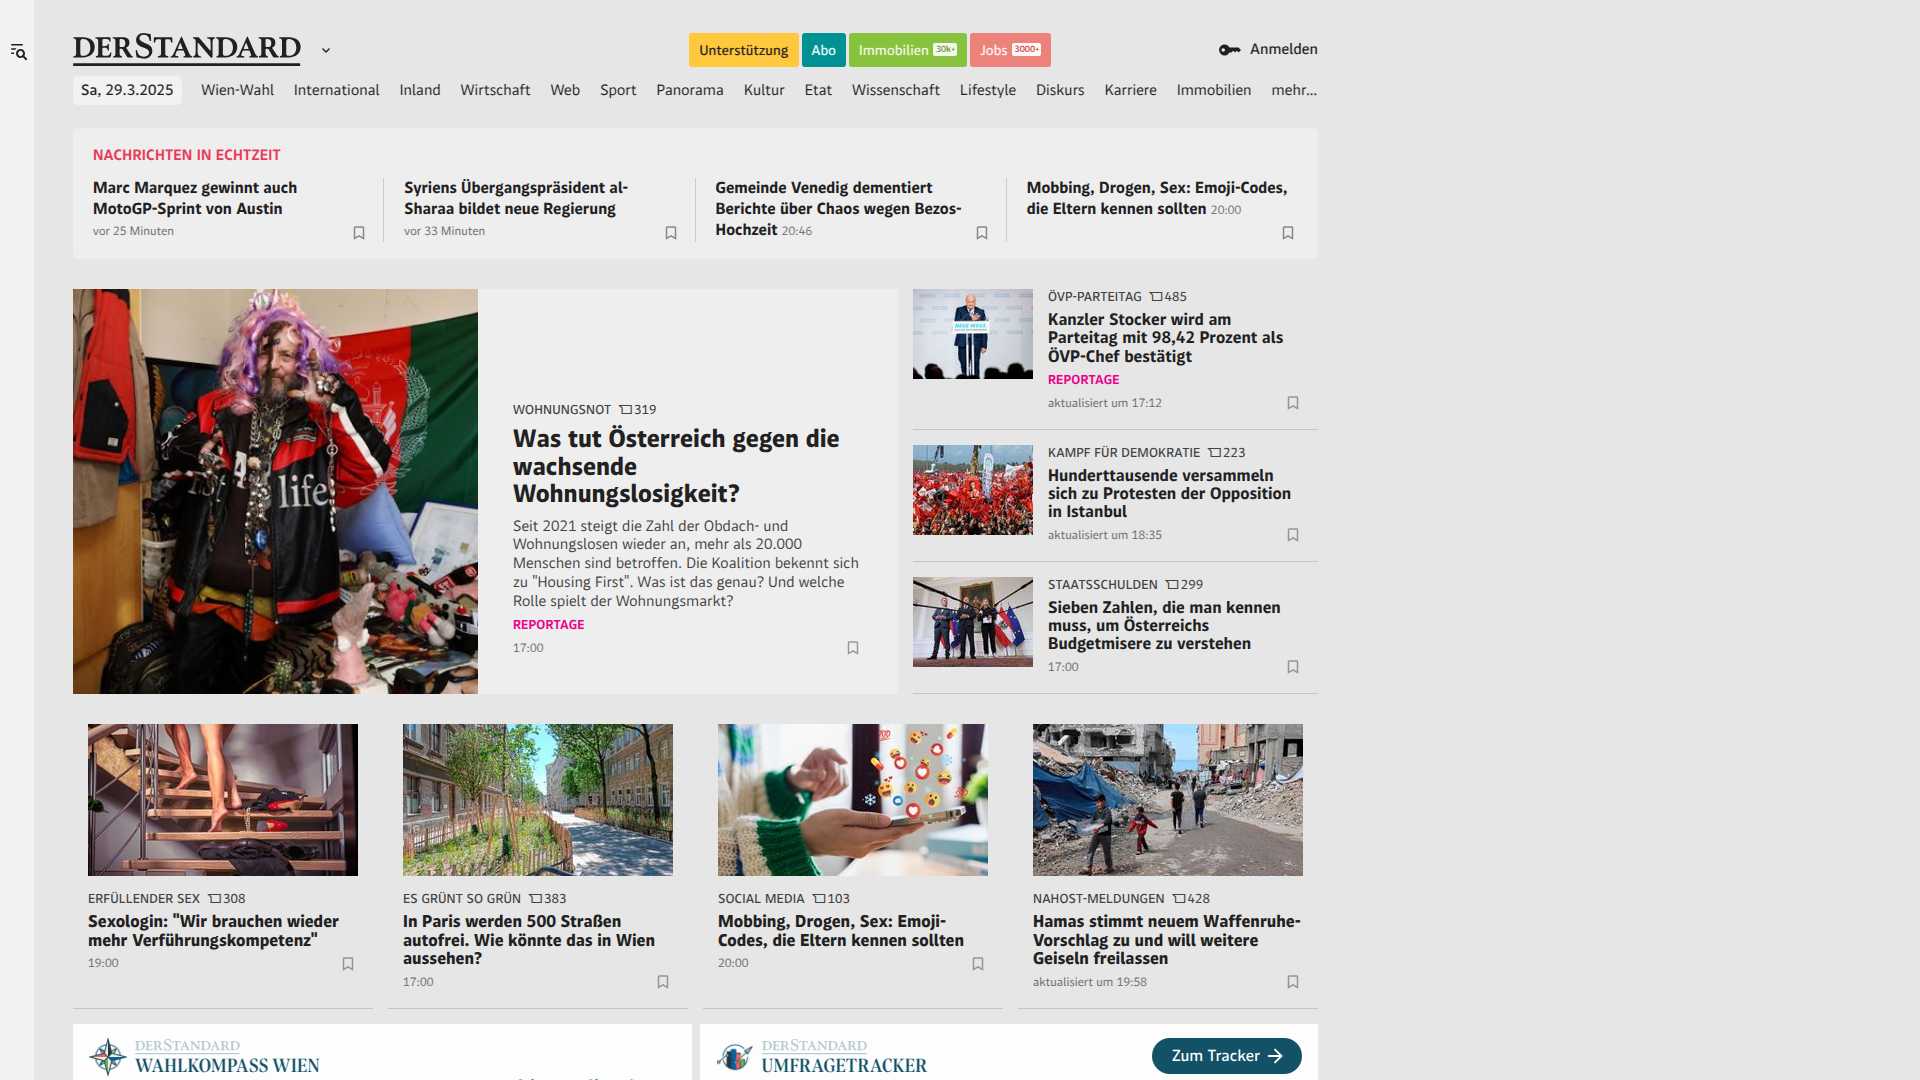 DERSTANDARD
Unterstützung
Abo
Immobilien 30k+
Jobs 3000+
Anmelden
Sa, 29.3.2025
Wien-Wahl
International
Inland
Wirtschaft
Web
Sport
Panorama
Kultur
Etat
Wissenschaft
Lifestyle
Diskurs
Karriere
Immobilien
mehr...
NACHRICHTEN IN ECHTZEIT
Marc Marquez gewinnt auch
MotoGP-Sprint von Austin
vor 25 Minuten
Syriens Übergangspräsident al-
Sharaa bildet neue Regierung
vor 33 Minuten
Gemeinde Venedig dementiert
Berichte über Chaos wegen Bezos-
Hochzeit 20:46
Mobbing, Drogen, Sex: Emoji-Codes,
die Eltern kennen sollten 20:00
life
WOHNUNGSNOT 319
Was tut Österreich gegen die
wachsende
Wohnungslosigkeit?
Seit 2021 steigt die Zahl der Obdach- und
Wohnungslosen wieder an, mehr als 20.000
Menschen sind betroffen. Die Koalition bekennt sich
zu "Housing First". Was ist das genau? Und welche
Rolle spielt der Wohnungsmarkt?
REPORTAGE
17:00
ÖVP-PARTEITAG 485
Kanzler Stocker wird am
Parteitag mit 98,42 Prozent als
ÖVP-Chef bestätigt
REPORTAGE
aktualisiert um 17:12
KAMPF FÜR DEMOKRATIE 223
Hunderttausende versammeln
sich zu Protesten der Opposition
in Istanbul
aktualisiert um 18:35
STAATSSCHULDEN 299
Sieben Zahlen, die man kennen
muss, um Österreichs
Budgetmisere zu verstehen
17:00
ERFÜLLENDER SEX 308
Sexologin: "Wir brauchen wieder
mehr Verführungskompetenz"
19:00
ES GRÜNT SO GRÜN 383
In Paris werden 500 Straßen
autofrei. Wie könnte das in Wien
aussehen?
17:00
SOCIAL MEDIA 103
Mobbing, Drogen, Sex: Emoji-
Codes, die Eltern kennen sollten
20:00
NAHOST-MELDUNGEN 428
Hamas stimmt neuem Waffenruhe-
Vorschlag zu und will weitere
Geiseln freilassen
aktualisiert um 19:58
DERSTANDARD
WAHLKOMPASS WIEN
DERSTANDARD
UMFRAGETRACKER
Zum Tracker